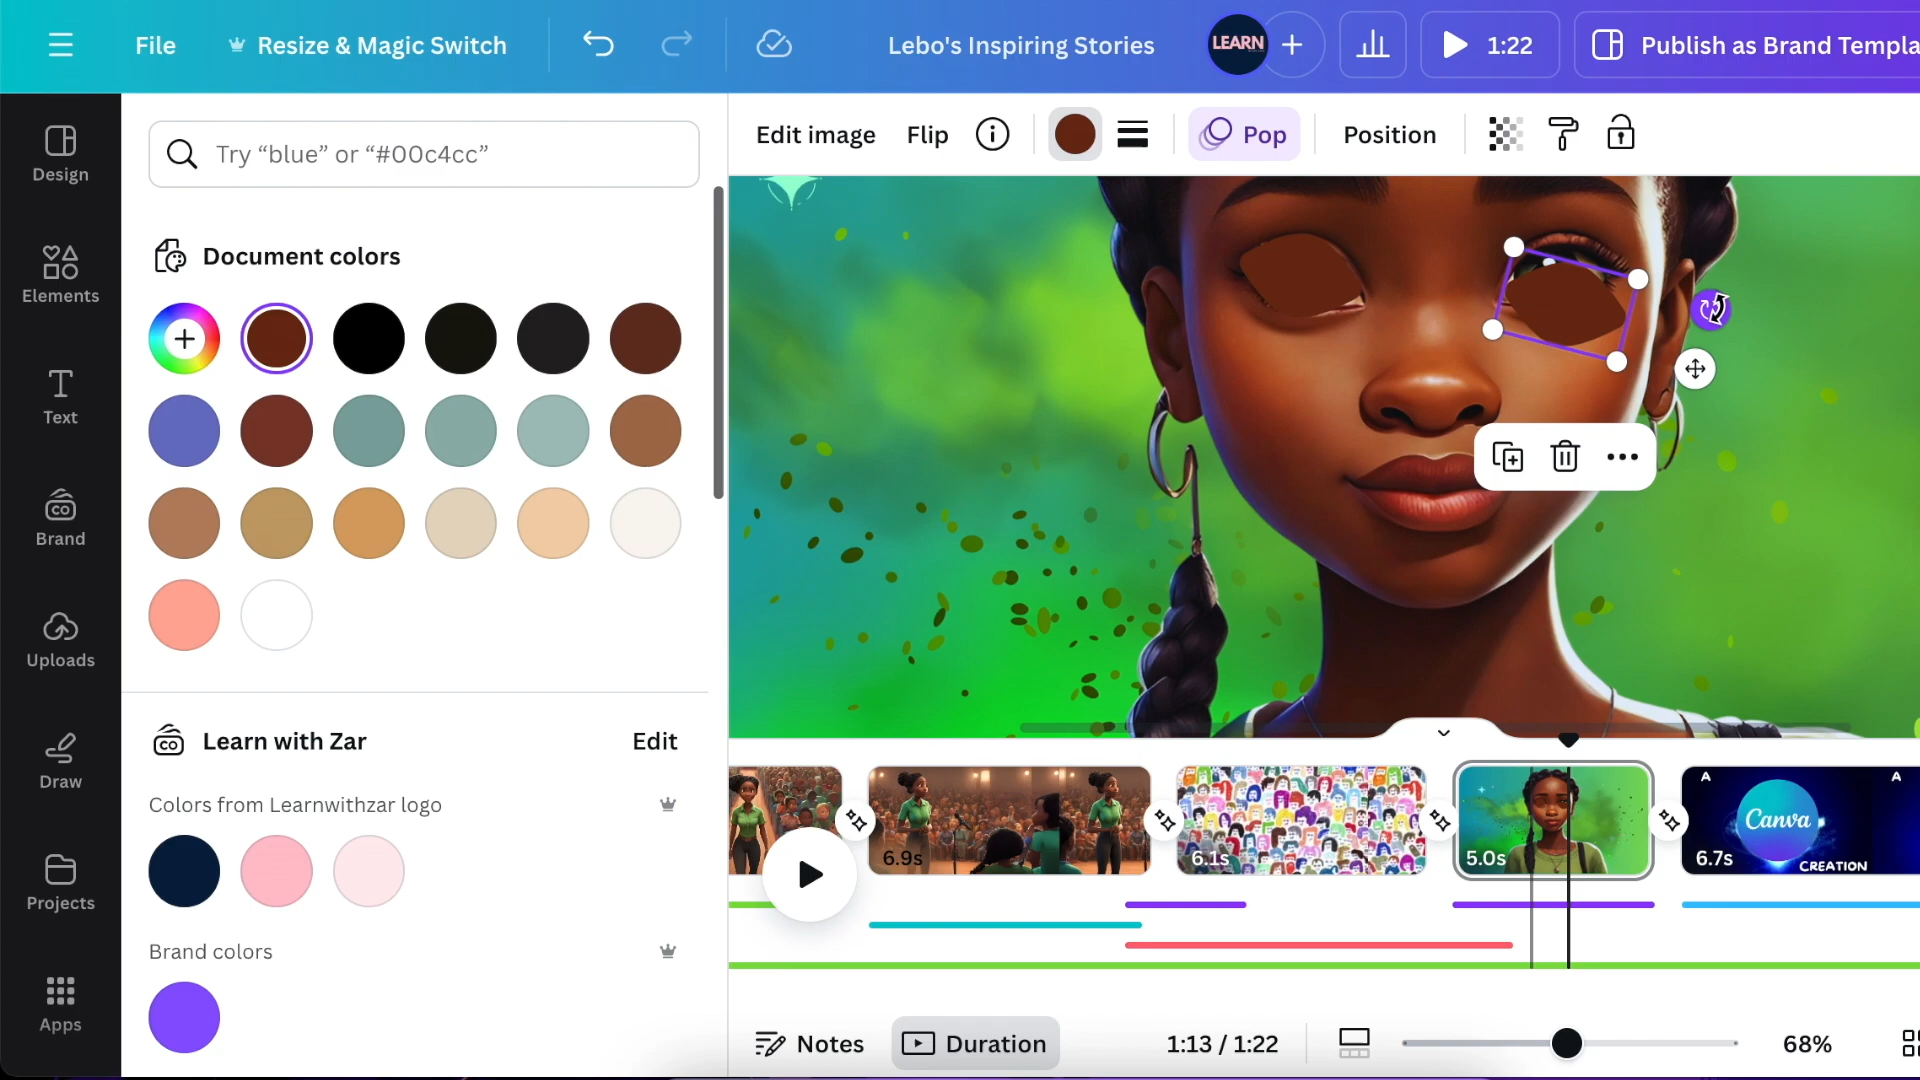 File
Resize & Magic Switch
Lebo's Inspiring Stories
LEARN
1:22
Publish as Brand Templa
Design
Elements
Text
Brand
Uploads
Draw
Projects
Apps
Try “blue” or “#00c4cc”
Document colors
Learn with Zar
Edit
Colors from Learnwithzar logo
Brand colors
Edit image
Flip
Pop
Position
6.9s
6.1s
5.0s
6.7s
A
A
Canva
CREATION
Notes
Duration
1:13 / 1:22
68%